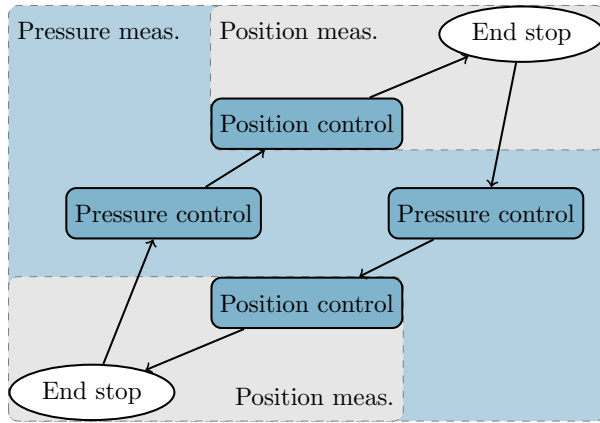 Pressure meas.
Position meas.
End stop
Position control
Pressure control
Pressure control
Position control
End stop
Position meas.